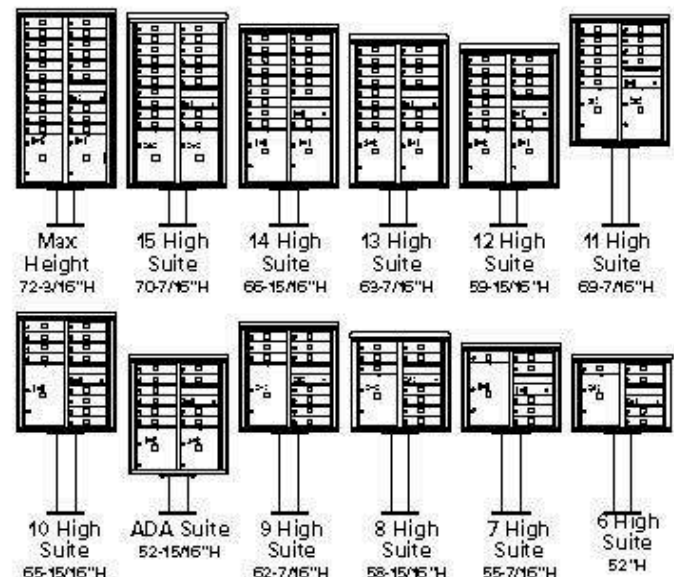 Max Height
72-3/16"H
15 High Suite
70-7/16"H
14 High Suite
66-15/16"H
13 High Suite
63-7/16"H
12 High Suite
59-15/16"H
11 High Suite
69-7/16"H
10 High Suite
65-15/16"H
ADA Suite
52-15/16"H
9 High Suite
62-7/16"H
8 High Suite
58-15/16"H
7 High Suite
55-7/16"H
6 High Suite
52"H